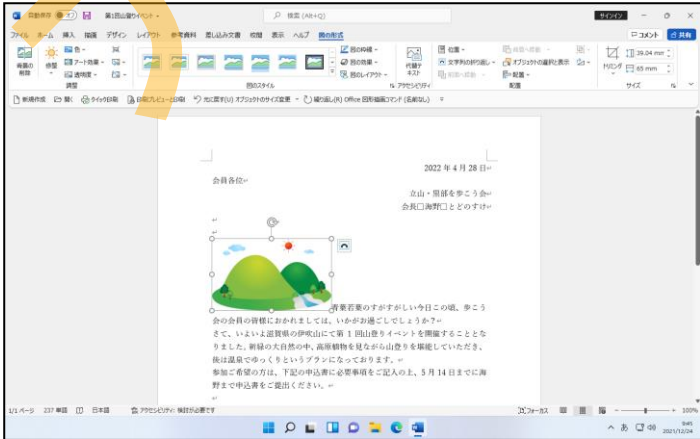 自動保存 オフ 第1回山登りイベント 検索 (Alt+Q) サインイン
ファイル ホーム 挿入 描画 デザイン レイアウト 参考資料 差し込み文書 校閲 表示 ヘルプ 図の形式 コメント 共有
背景の削除 修整 色 アート効果 透明度 図の枠線 図の効果 図のレイアウト 代替テキスト 位置 文字列の折り返し 前面へ移動 背面へ移動 オブジェクトの選択と表示 配置 トリミング 39.04 mm 65 mm
調整 図のスタイル アクセシビリティ 配置 サイズ
新規作成 開く クイック印刷 印刷プレビューと印刷 元に戻す(U) オブジェクトのサイズ変更 繰り返し(R) Office 図形描画コマンド (名前なし)
2022 年 4 月 28 日
会員各位
立山・黒部を歩こう会
会長□海野□とどのすけ
青葉若葉のすがすがしい今日この頃、歩こう
会の会員の皆様におかれましては、いかがお過ごしでしょうか?
さて、いよいよ滋賀県の伊吹山にて第 1 回山登りイベントを開催することとな
りました。新緑の大自然の中、高原植物を見ながら山登りを堪能していただき、
後は温泉でゆっくりというプランになっております。
参加ご希望の方は、下記の申込書に必要事項をご記入の上、5 月 14 日までに海
野まで申込書をご提出ください。
1/1 ページ 237 単語 日本語 アクセシビリティ: 検討が必要です フォーカス 100%
あ 9:45
2021/12/24